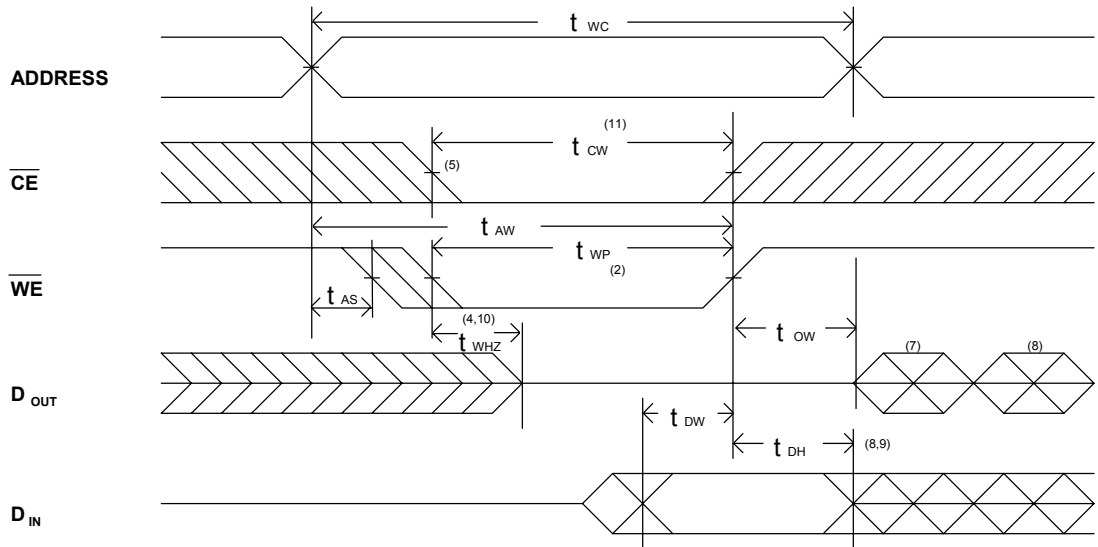 t WC
ADDRESS
(11)
t CW
(5)
CE
t AW
t WP
(2)
WE
t AS
(4,10)
t WHZ
t OW
(7)
(8)
D OUT
t DW
t DH
(8,9)
D IN